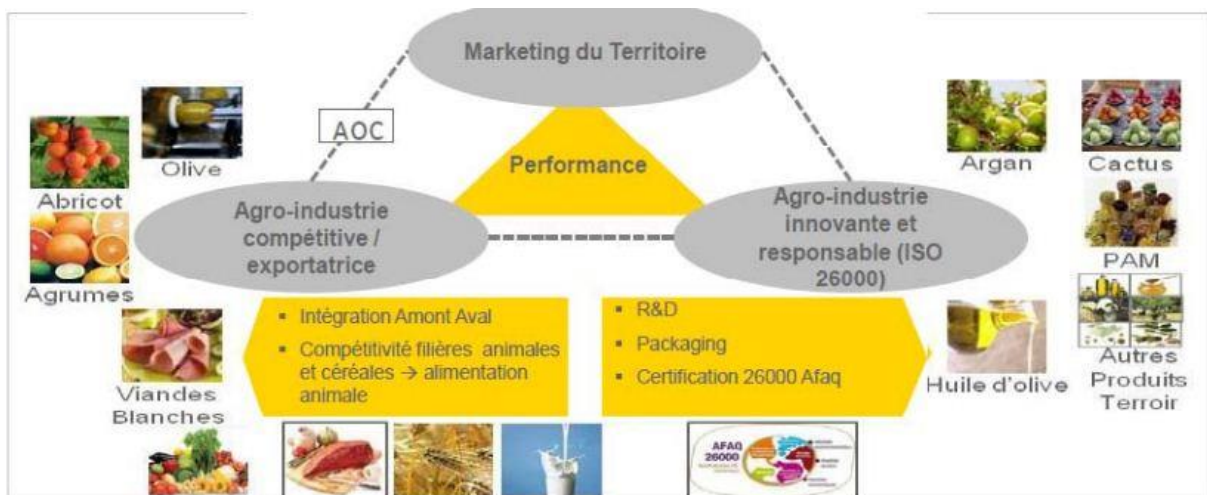 Marketing du Territoire
AOC
Performance
Olive
Abricot
Agrumes
Viandes
Blanches
Agro-industrie
compétitive /
exportatrice
Agro-industrie
innovante et
responsable (ISO
26000)
Argan
Cactus
PAM
Huile d'olive
Autres
Produits
Terroir
▪ Intégration Amont Aval
▪ Compétitivité filières animales
et céréales → alimentation
animale
▪ R&D
▪ Packaging
▪ Certification 26000 Afaq
AFAQ
26000